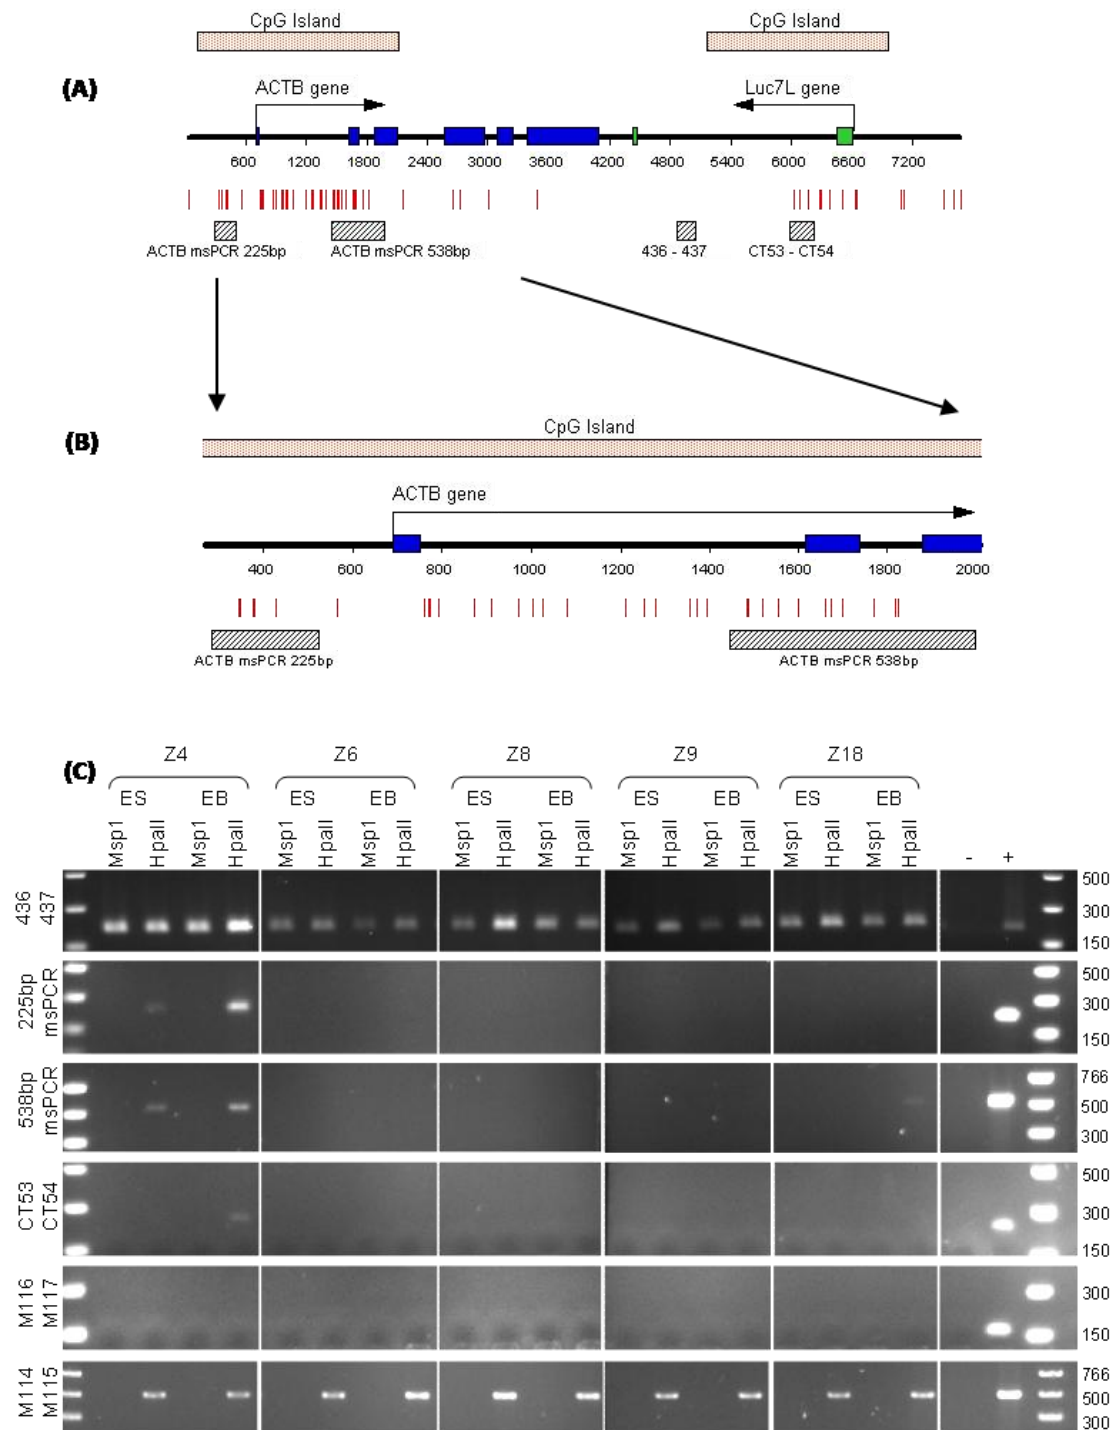 CpG Island CpG Island
(A)
ACTB gene Luc7L gene
600 1200 1800 2400 3000 3600 4200 4800 5400 6000 6600 7200
ACTB msPCR 225bp ACTB msPCR 538bp 436 - 437 CT53 - CT54
(B)
CpG Island
ACTB gene
400 600 800 1000 1200 1400 1600 1800 2000
ACTB msPCR 225bp ACTB msPCR 538bp
(C)
Z4 Z6 Z8 Z9 Z18
ES EB ES EB ES EB ES EB ES EB
Msp1 HpaII Msp1 HpaII Msp1 HpaII Msp1 HpaII Msp1 HpaII Msp1 HpaII Msp1 HpaII Msp1 HpaII Msp1 HpaII Msp1 HpaII - +
436
437
500
300
150
225bp
msPCR
500
300
150
538bp
msPCR
766
500
300
CT53
CT54
500
300
150
M116
M117
300
150
M114
M115
766
500
300